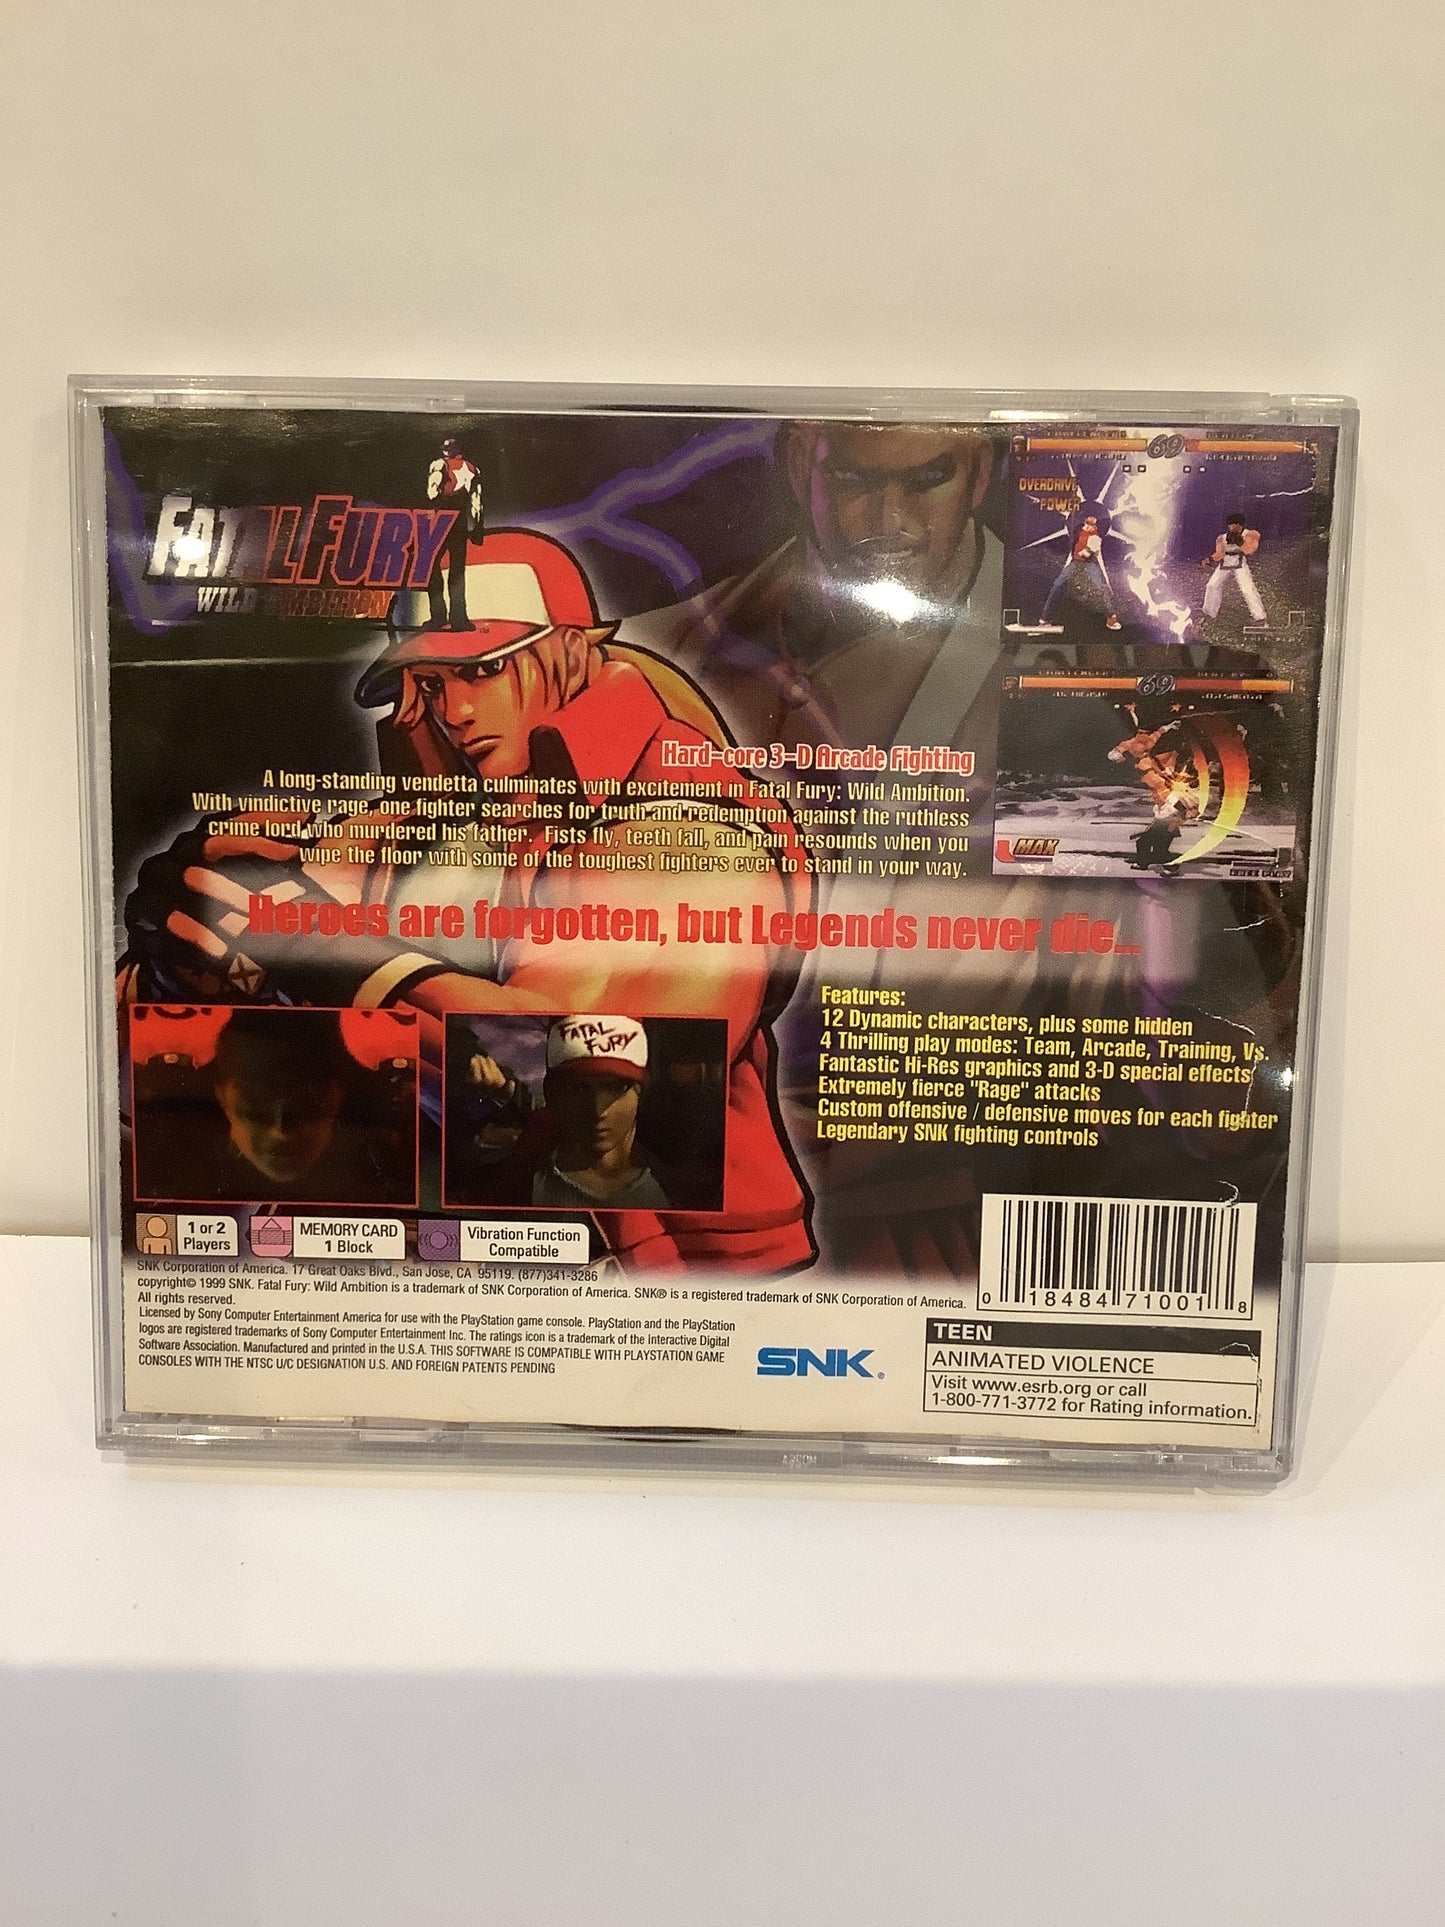 FATAL FURY
WILD AMBITION
TM
OVERDRIVE
POWER
69
69
MAX
FREE PLAY
Hard-core 3-D Arcade Fighting
A long-standing vendetta culminates with excitement in Fatal Fury: Wild Ambition.
With vindictive rage, one fighter searches for truth and redemption against the ruthless
crime lord who murdered his father. Fists fly, teeth fall, and pain resounds when you
wipe the floor with some of the toughest fighters ever to stand in your way.
Heroes are forgotten, but Legends never die...
FATAL
FURY
Features:
12 Dynamic characters, plus some hidden
4 Thrilling play modes: Team, Arcade, Training, Vs.
Fantastic Hi-Res graphics and 3-D special effects
Extremely fierce "Rage" attacks
Custom offensive / defensive moves for each fighter
Legendary SNK fighting controls
1 or 2
Players
MEMORY CARD
1 Block
Vibration Function
Compatible
SNK Corporation of America. 17 Great Oaks Blvd., San Jose, CA 95119. (877)341-3286
copyright© 1999 SNK. Fatal Fury: Wild Ambition is a trademark of SNK Corporation of America. SNK® is a registered trademark of SNK Corporation of America.
All rights reserved.
Licensed by Sony Computer Entertainment America for use with the PlayStation game console. PlayStation and the PlayStation
logos are registered trademarks of Sony Computer Entertainment Inc. The ratings icon is a trademark of the Interactive Digital
Software Association. Manufactured and printed in the U.S.A. THIS SOFTWARE IS COMPATIBLE WITH PLAYSTATION GAME
CONSOLES WITH THE NTSC U/C DESIGNATION U.S. AND FOREIGN PATENTS PENDING
SNK®
0 18484 71001 8
TEEN
ANIMATED VIOLENCE
Visit www.esrb.org or call
1-800-771-3772 for Rating information.